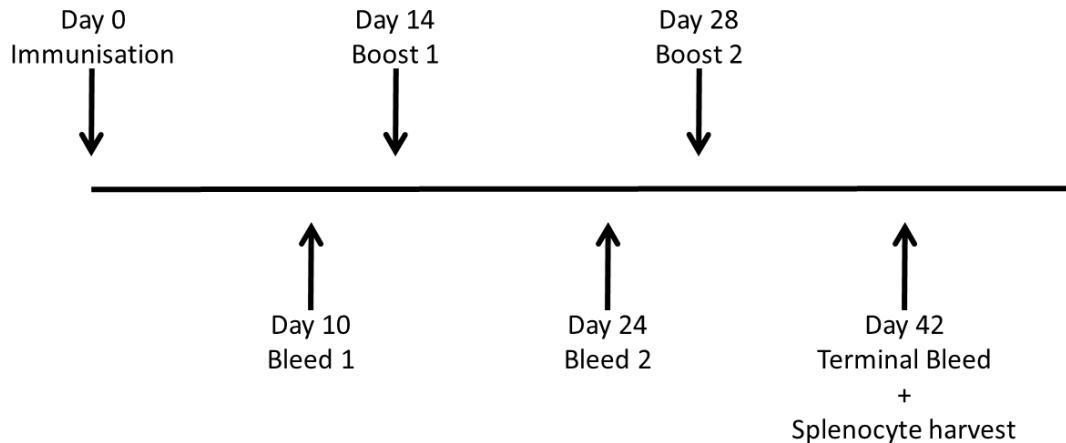 Day 0
Immunisation
Day 14
Boost 1
Day 28
Boost 2
Day 10
Bleed 1
Day 24
Bleed 2
Day 42
Terminal Bleed
+
Splenocyte harvest